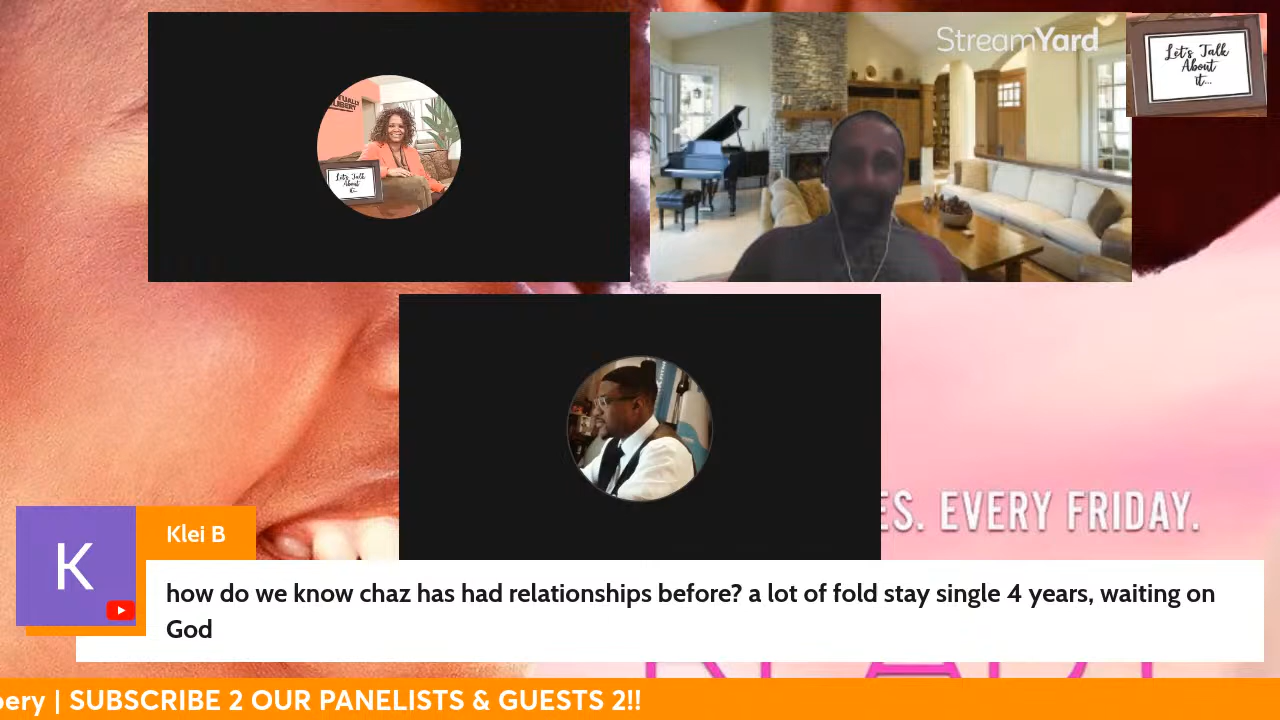 StreamYard
Let's Talk
About
it...
Let's Talk
About
it...
ES. EVERY FRIDAY.
K
Klei B
how do we know chaz has had relationships before? a lot of fold stay single 4 years, waiting on
God
bery | SUBSCRIBE 2 OUR PANELISTS & GUESTS 2!!